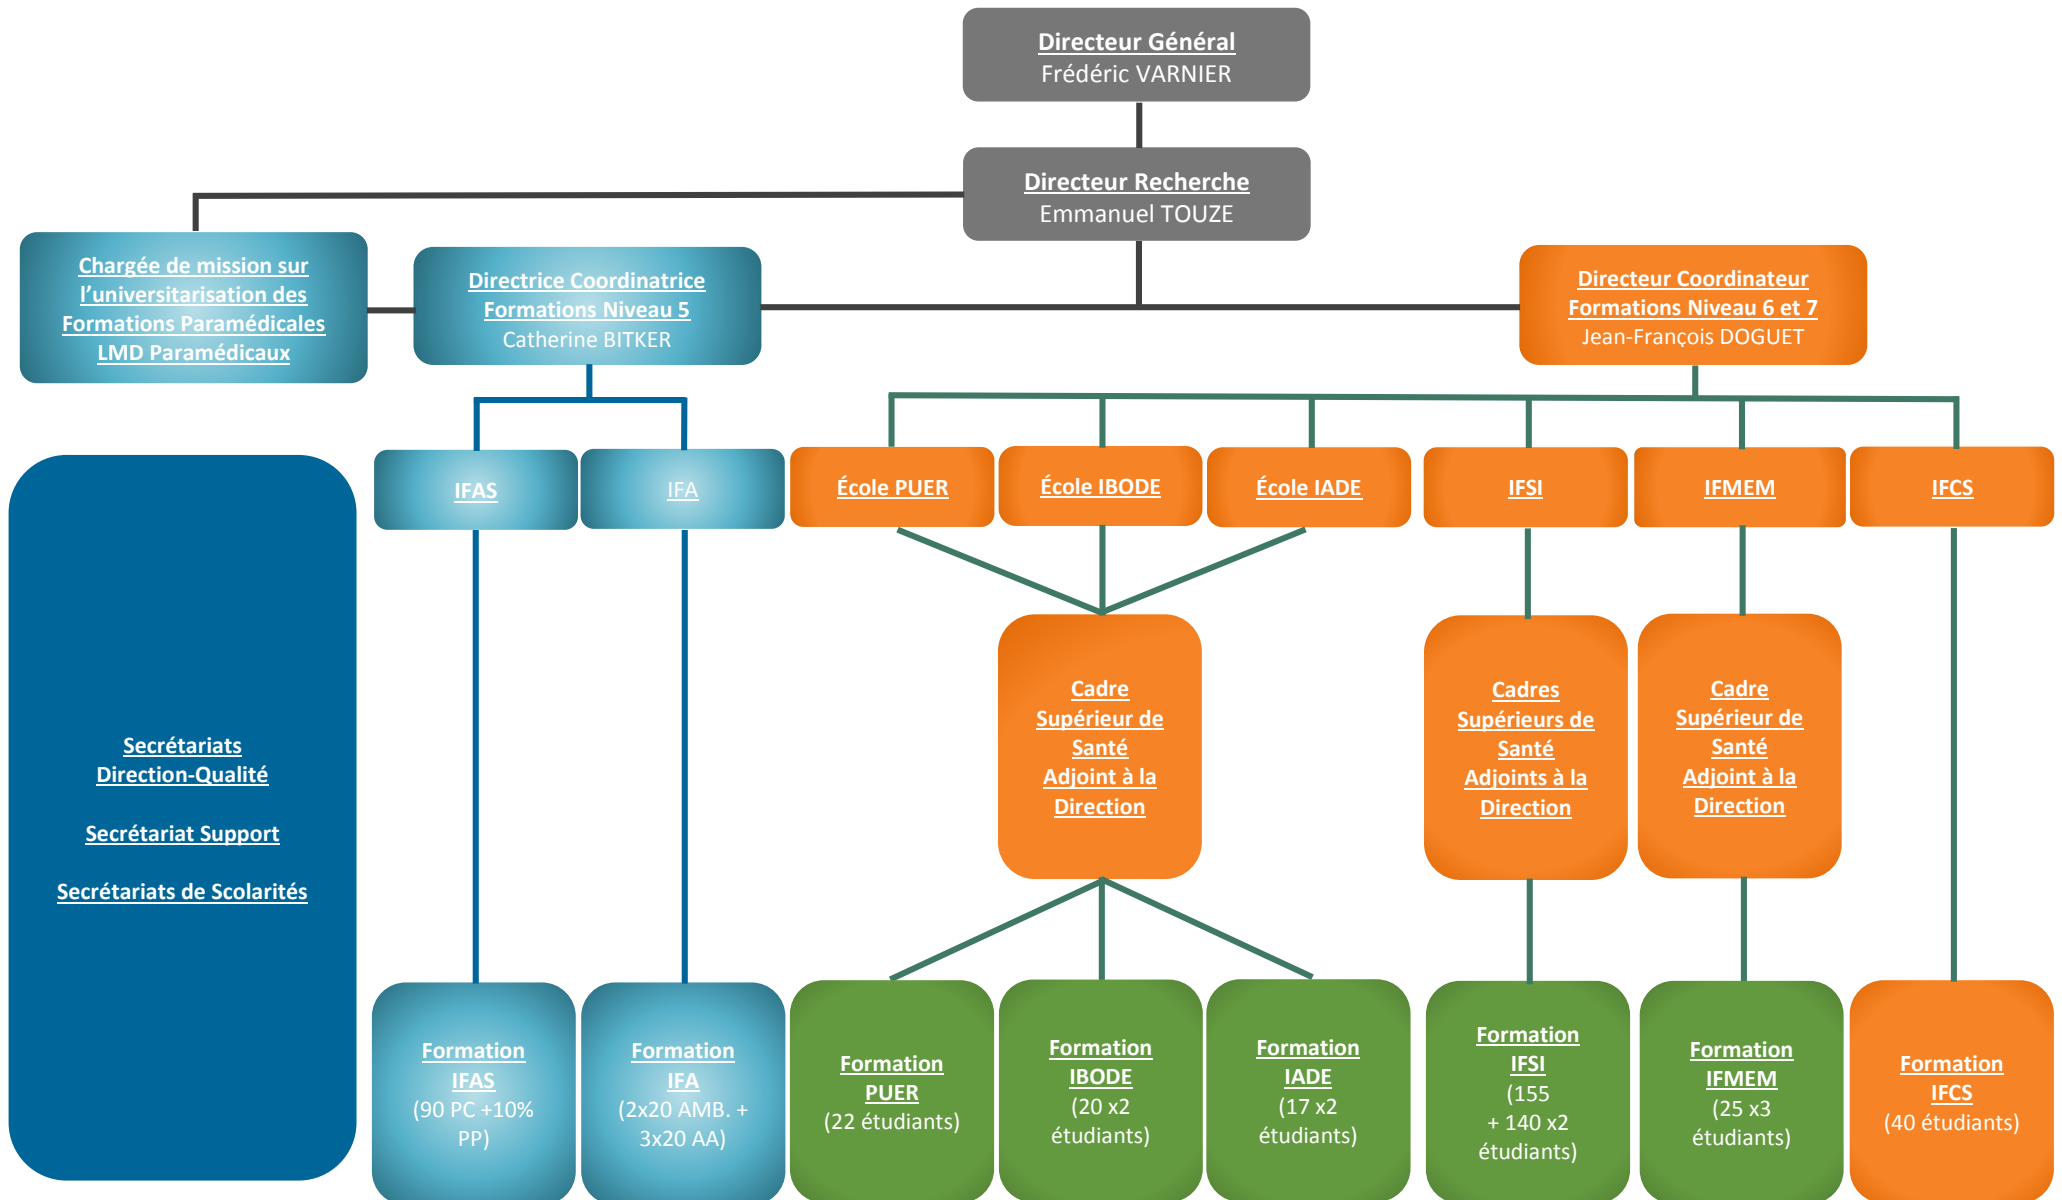 Directeur Général
Frédéric VARNIER
Directeur Recherche
Emmanuel TOUZE
Chargée de mission sur
l'universitarisation des
Formations Paramédicales
LMD Paramédicaux
Directrice Coordinatrice
Formations Niveau 5
Catherine BITKER
Directeur Coordinateur
Formations Niveau 6 et 7
Jean-François DOGUET
IFAS
IFA
École PUER
École IBODE
École IADE
IFSI
IFMEM
IFCS
Secrétariats
Direction-Qualité
Secrétariat Support
Secrétariats de Scolarités
Cadre
Supérieur de
Santé
Adjoint à la
Direction
Cadres
Supérieurs de
Santé
Adjoints à la
Direction
Cadre
Supérieur de
Santé
Adjoint à la
Direction
Formation
IFAS
(90 PC +10%
PP)
Formation
IFA
(2x20 AMB. +
3x20 AA)
Formation
PUER
(22 étudiants)
Formation
IBODE
(20 x2
étudiants)
Formation
IADE
(17 x2
étudiants)
Formation
IFSI
(155
+ 140 x2
étudiants)
Formation
IFMEM
(25 x3
étudiants)
Formation
IFCS
(40 étudiants)